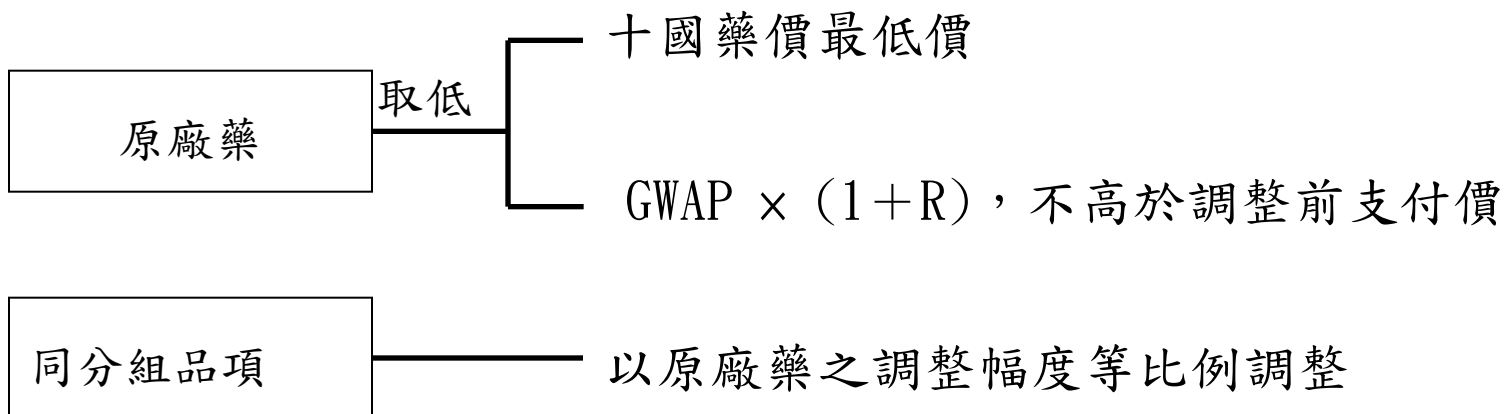 十國藥價最低價
取低
原廠藥
GWAP × (1＋R)，不高於調整前支付價
同分組品項
以原廠藥之調整幅度等比例調整